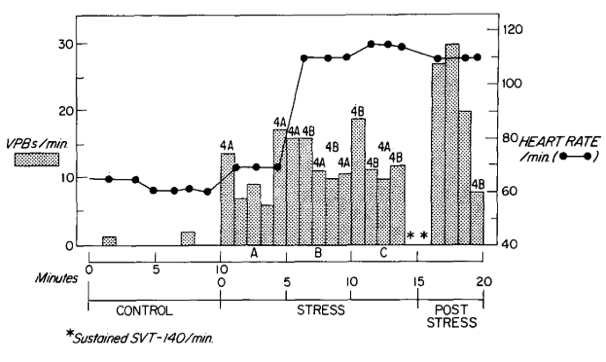 30
20
VPBs/min.
10
0
4A 4A 4A 4B 4A 4B 4A 4B 4B 4A 4B 4B
* *
120
100
80
HEART RATE
/min.(●—●)
60
40
A B C
Minutes 0 5 10 0 5 10 15 20
CONTROL STRESS POST
STRESS
*Sustained SVT-140/min.